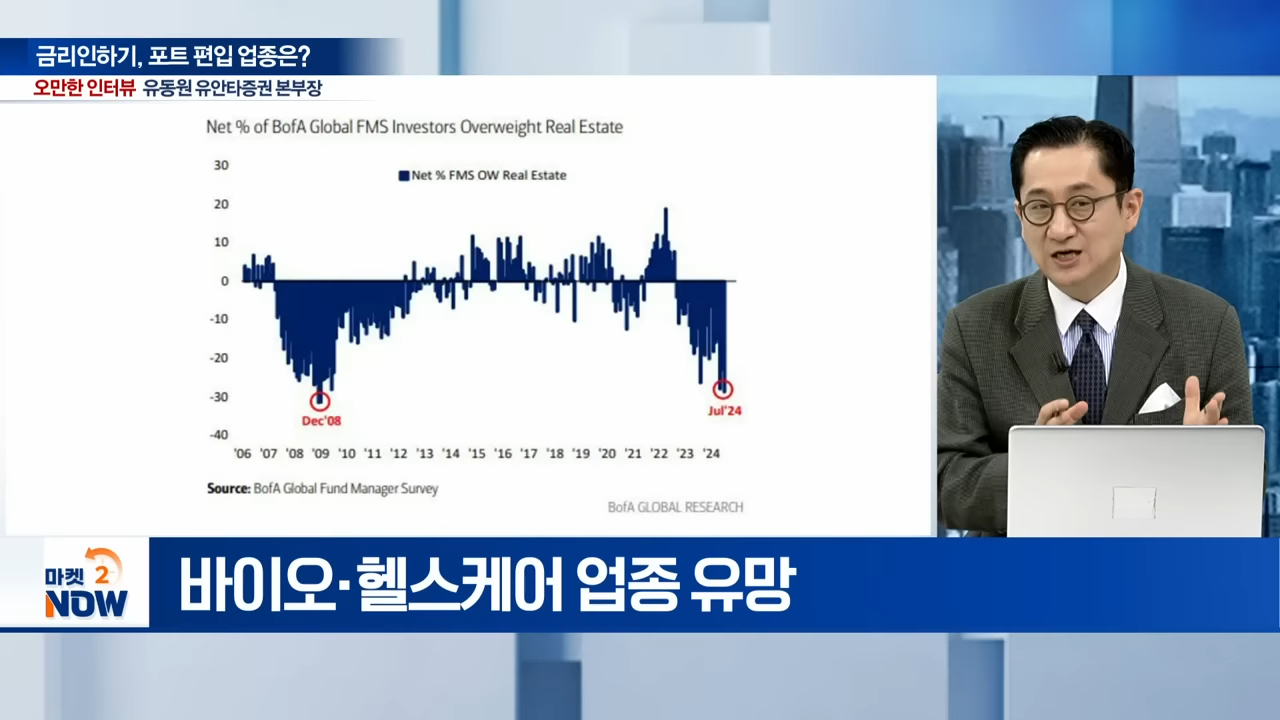 금리인하기, 포트 편입 업종은?
오만한 인터뷰 유동원 유안타증권 본부장
Net % of BofA Global FMS Investors Overweight Real Estate
30
Net % FMS OW Real Estate
20
10
0
-10
-20
-30
-40
Dec'08
Jul'24
'06 '07 '08 '09 '10 '11 '12 '13 '14 '15 '16 '17 '18 '19 '20 '21 '22 '23 '24
Source: BofA Global Fund Manager Survey
BofA GLOBAL RESEARCH
마켓 2
NOW
바이오·헬스케어 업종 유망